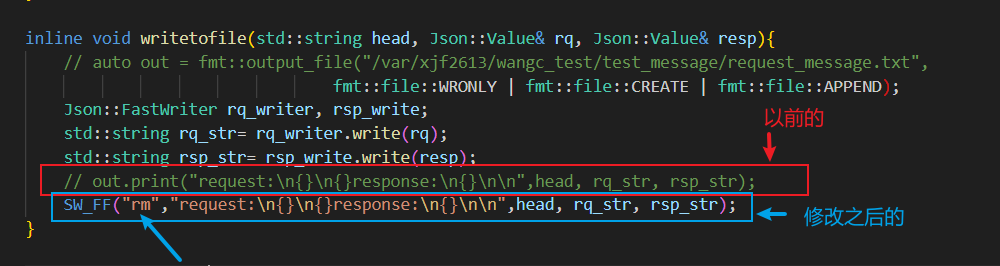 inline void writetofile(std::string head, Json::Value& rq, Json::Value& resp){
// auto out = fmt::output_file("/var/xjf2613/wangc_test/test_message/request_message.txt",
fmt::file::WRONLY | fmt::file::CREATE | fmt::file::APPEND);
Json::FastWriter rq_writer, rsp_write;
std::string rq_str= rq_writer.write(rq);
以前的
std::string rsp_str= rsp_write.write(resp);
// out.print("request:\n{}\n{}response:\n{}\n\n",head, rq_str, rsp_str);
SW_FF("rm","request:\n{}\n{}response:\n{}\n\n",head, rq_str, rsp_str);
修改之后的
}